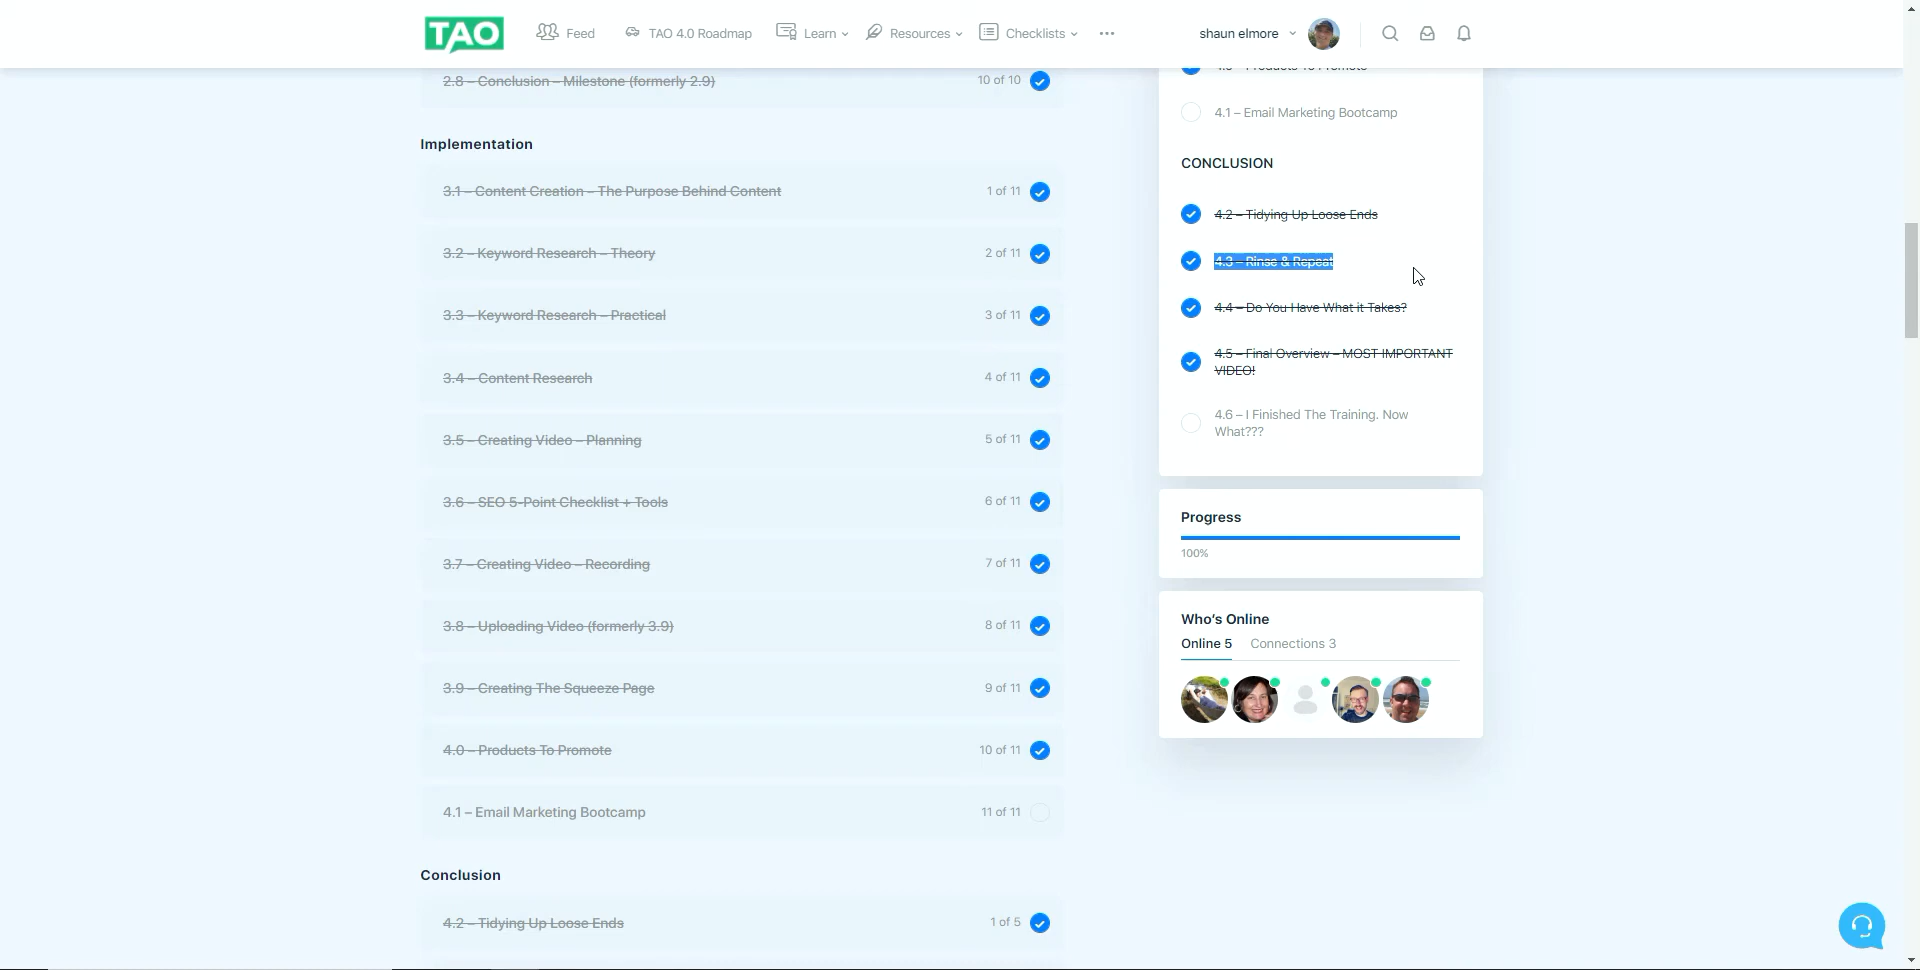 TAO
Feed
TAO 4.0 Roadmap
Learn
Resources
Checklists
shaun elmore
2.8 – Conclusion – Milestone (formerly 2.9)
10 of 10
Implementation
3.1 – Content Creation – The Purpose Behind Content
1 of 11
3.2 – Keyword Research – Theory
2 of 11
3.3 – Keyword Research – Practical
3 of 11
3.4 – Content Research
4 of 11
3.5 – Creating Video – Planning
5 of 11
3.6 – SEO 5-Point Checklist + Tools
6 of 11
3.7 – Creating Video – Recording
7 of 11
3.8 – Uploading Video (formerly 3.9)
8 of 11
3.9 – Creating The Squeeze Page
9 of 11
4.0 – Products To Promote
10 of 11
4.1 – Email Marketing Bootcamp
11 of 11
Conclusion
4.2 – Tidying Up Loose Ends
1 of 5
4.0 – Products To Promote
4.1 – Email Marketing Bootcamp
CONCLUSION
4.2 – Tidying Up Loose Ends
4.3 – Rinse & Repeat
4.4 – Do You Have What it Takes?
4.5 – Final Overview – MOST IMPORTANT
VIDEO!
4.6 – I Finished The Training. Now
What???
Progress
100%
Who's Online
Online 5
Connections 3